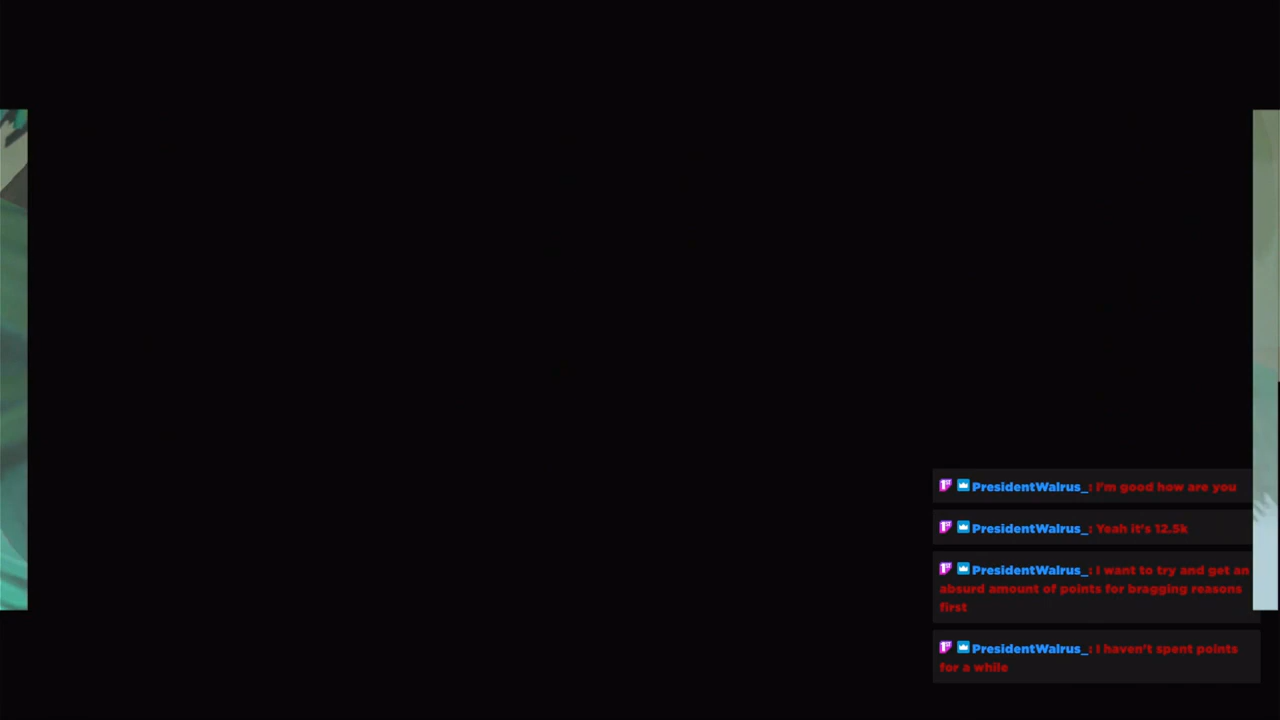 PresidentWalrus_: I'm good how are you
PresidentWalrus_: Yeah it's 12.5k
PresidentWalrus_: I want to try and get an
absurd amount of points for bragging reasons
first
PresidentWalrus_: I haven't spent points
for a while